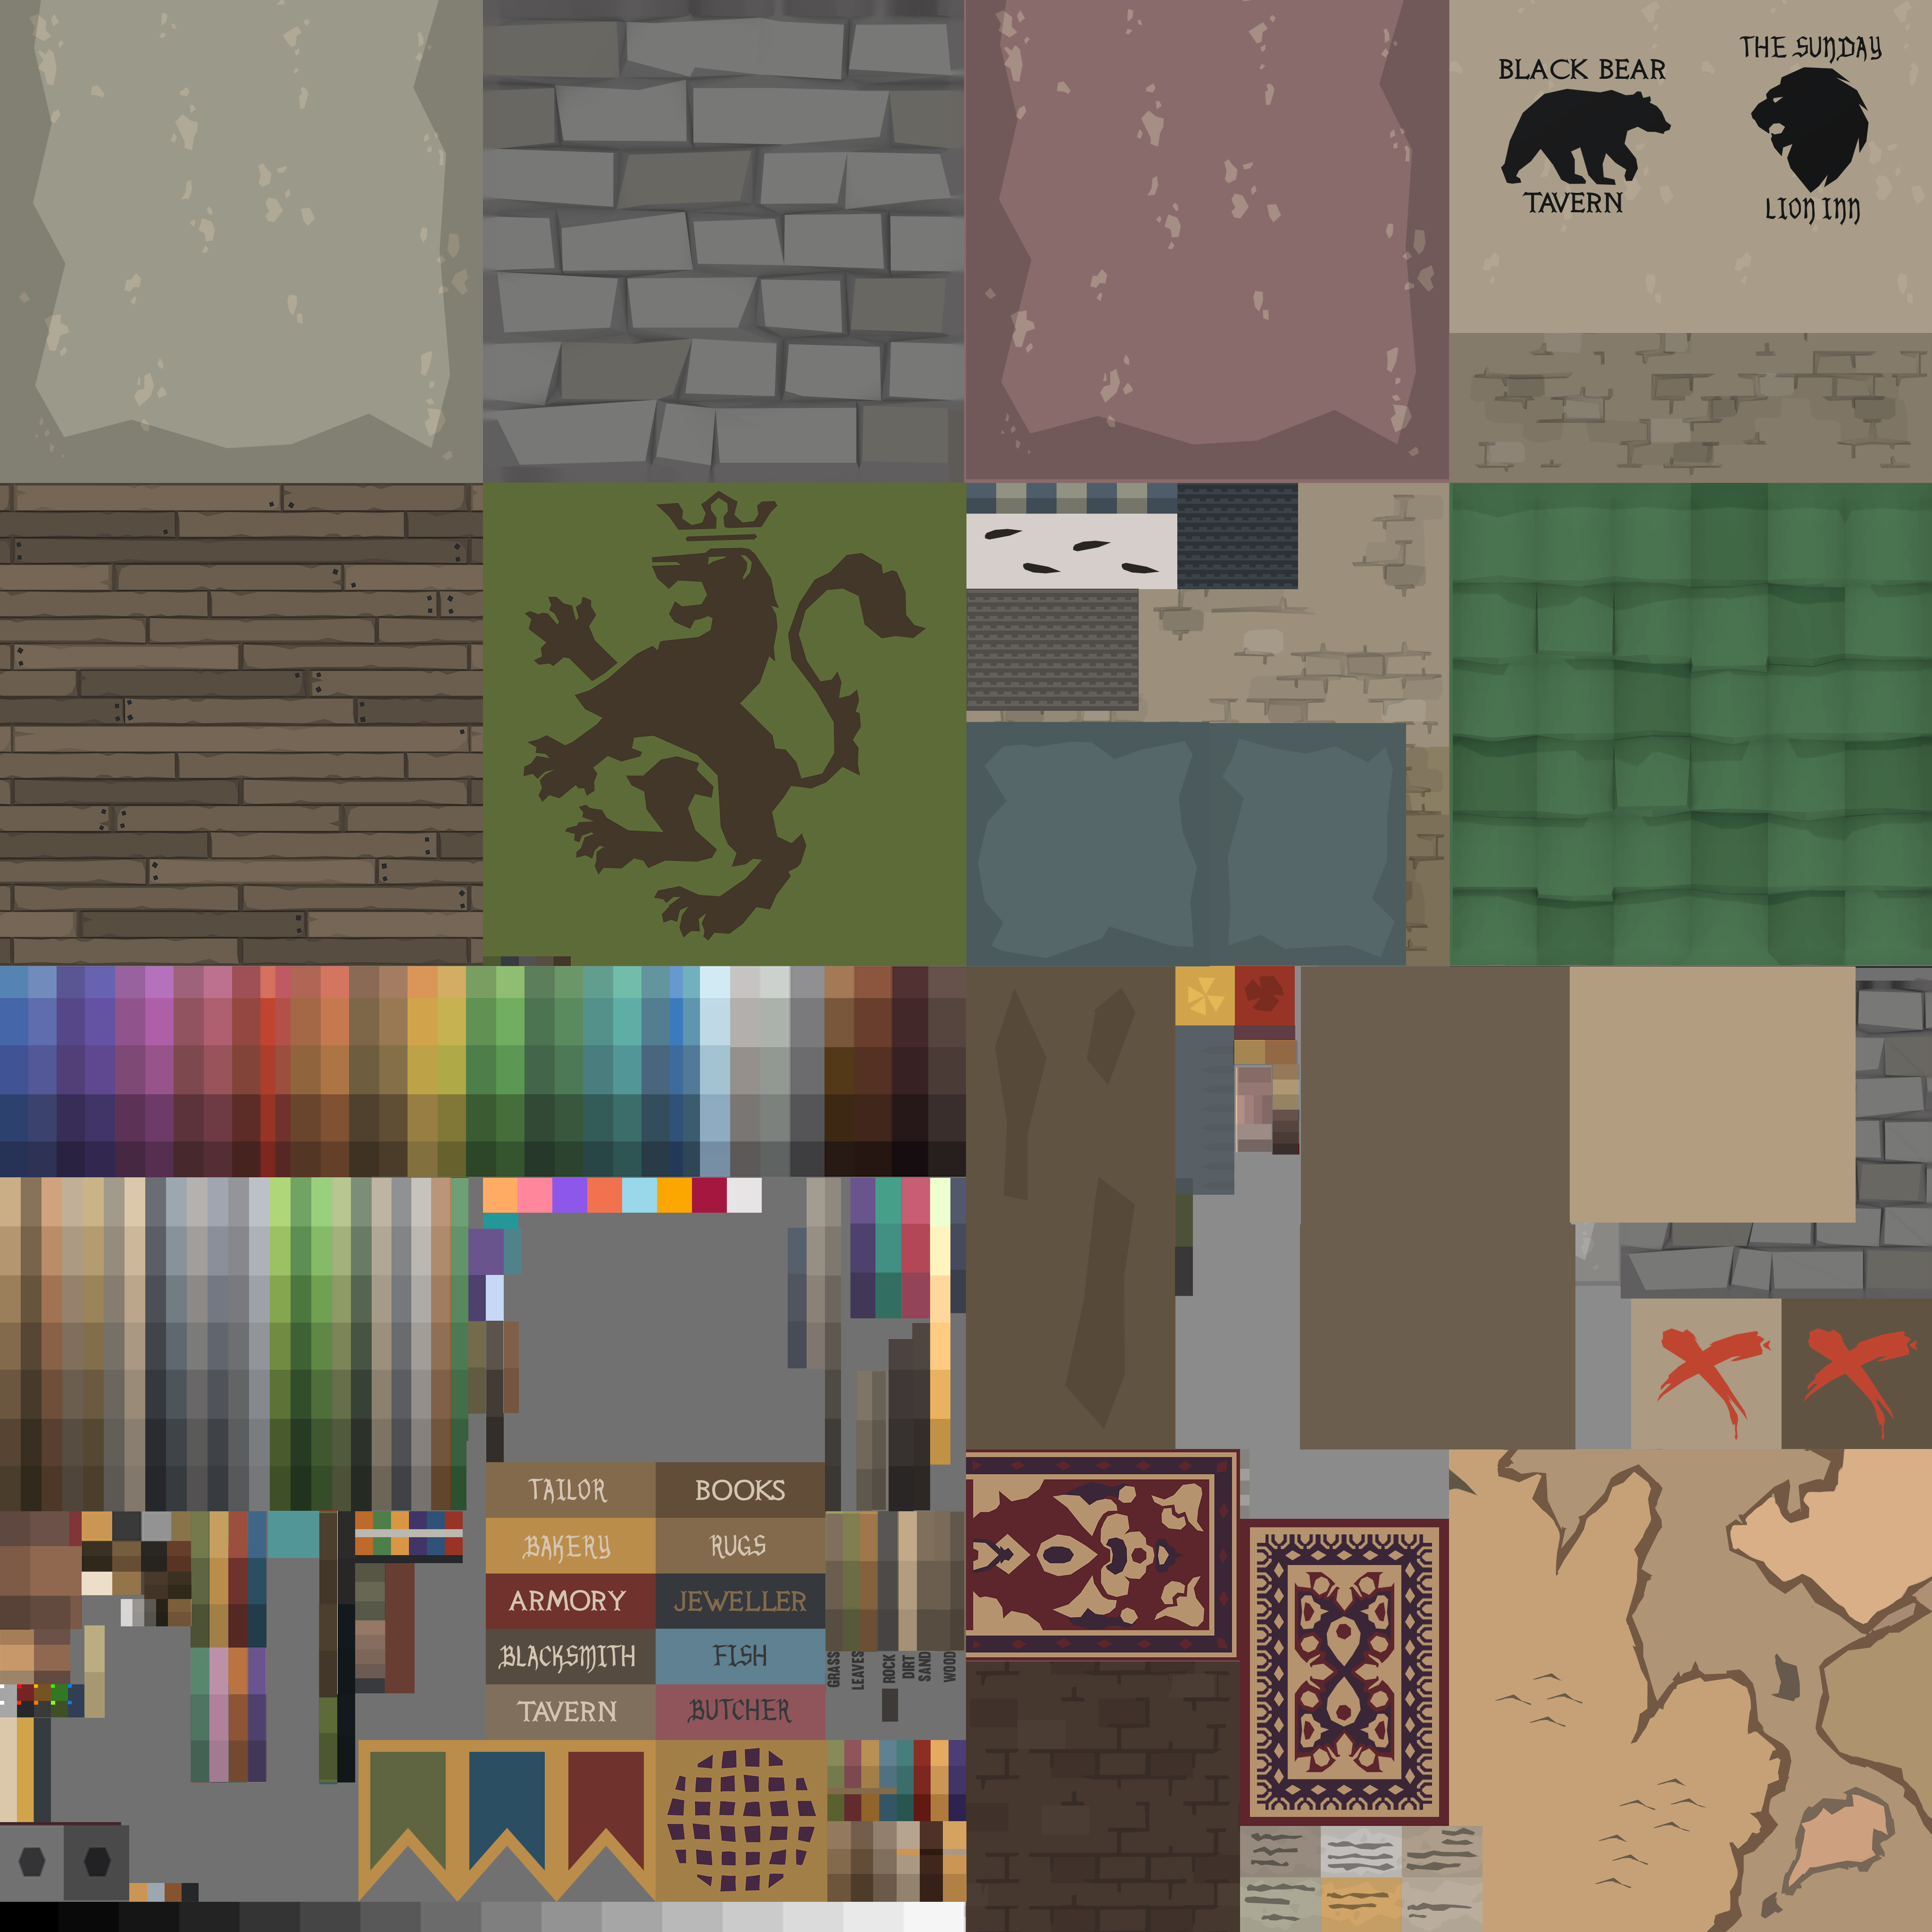 BLACK BEAR
TAVERN
THE SUNDAY
LION INN
TAILOR
BOOKS
BAKERY
RUGS
ARMORY
JEWELLER
BLACKSMITH
FISH
TAVERN
BUTCHER
GRASS
LEAVES
ROCK
DIRT
SAND
WOOD